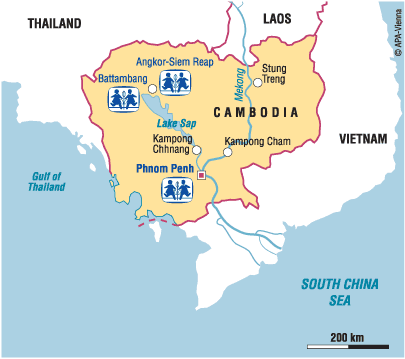 THAILAND
LAOS
© APA-Vienna
Angkor-Siem Reap
Battambang
Stung
Treng
Mekong
CAMBODIA
Lake Sap
Kampong
Chhnang
Kampong Cham
VIETNAM
Phnom Penh
Gulf of
Thailand
SOUTH CHINA
SEA
200 km